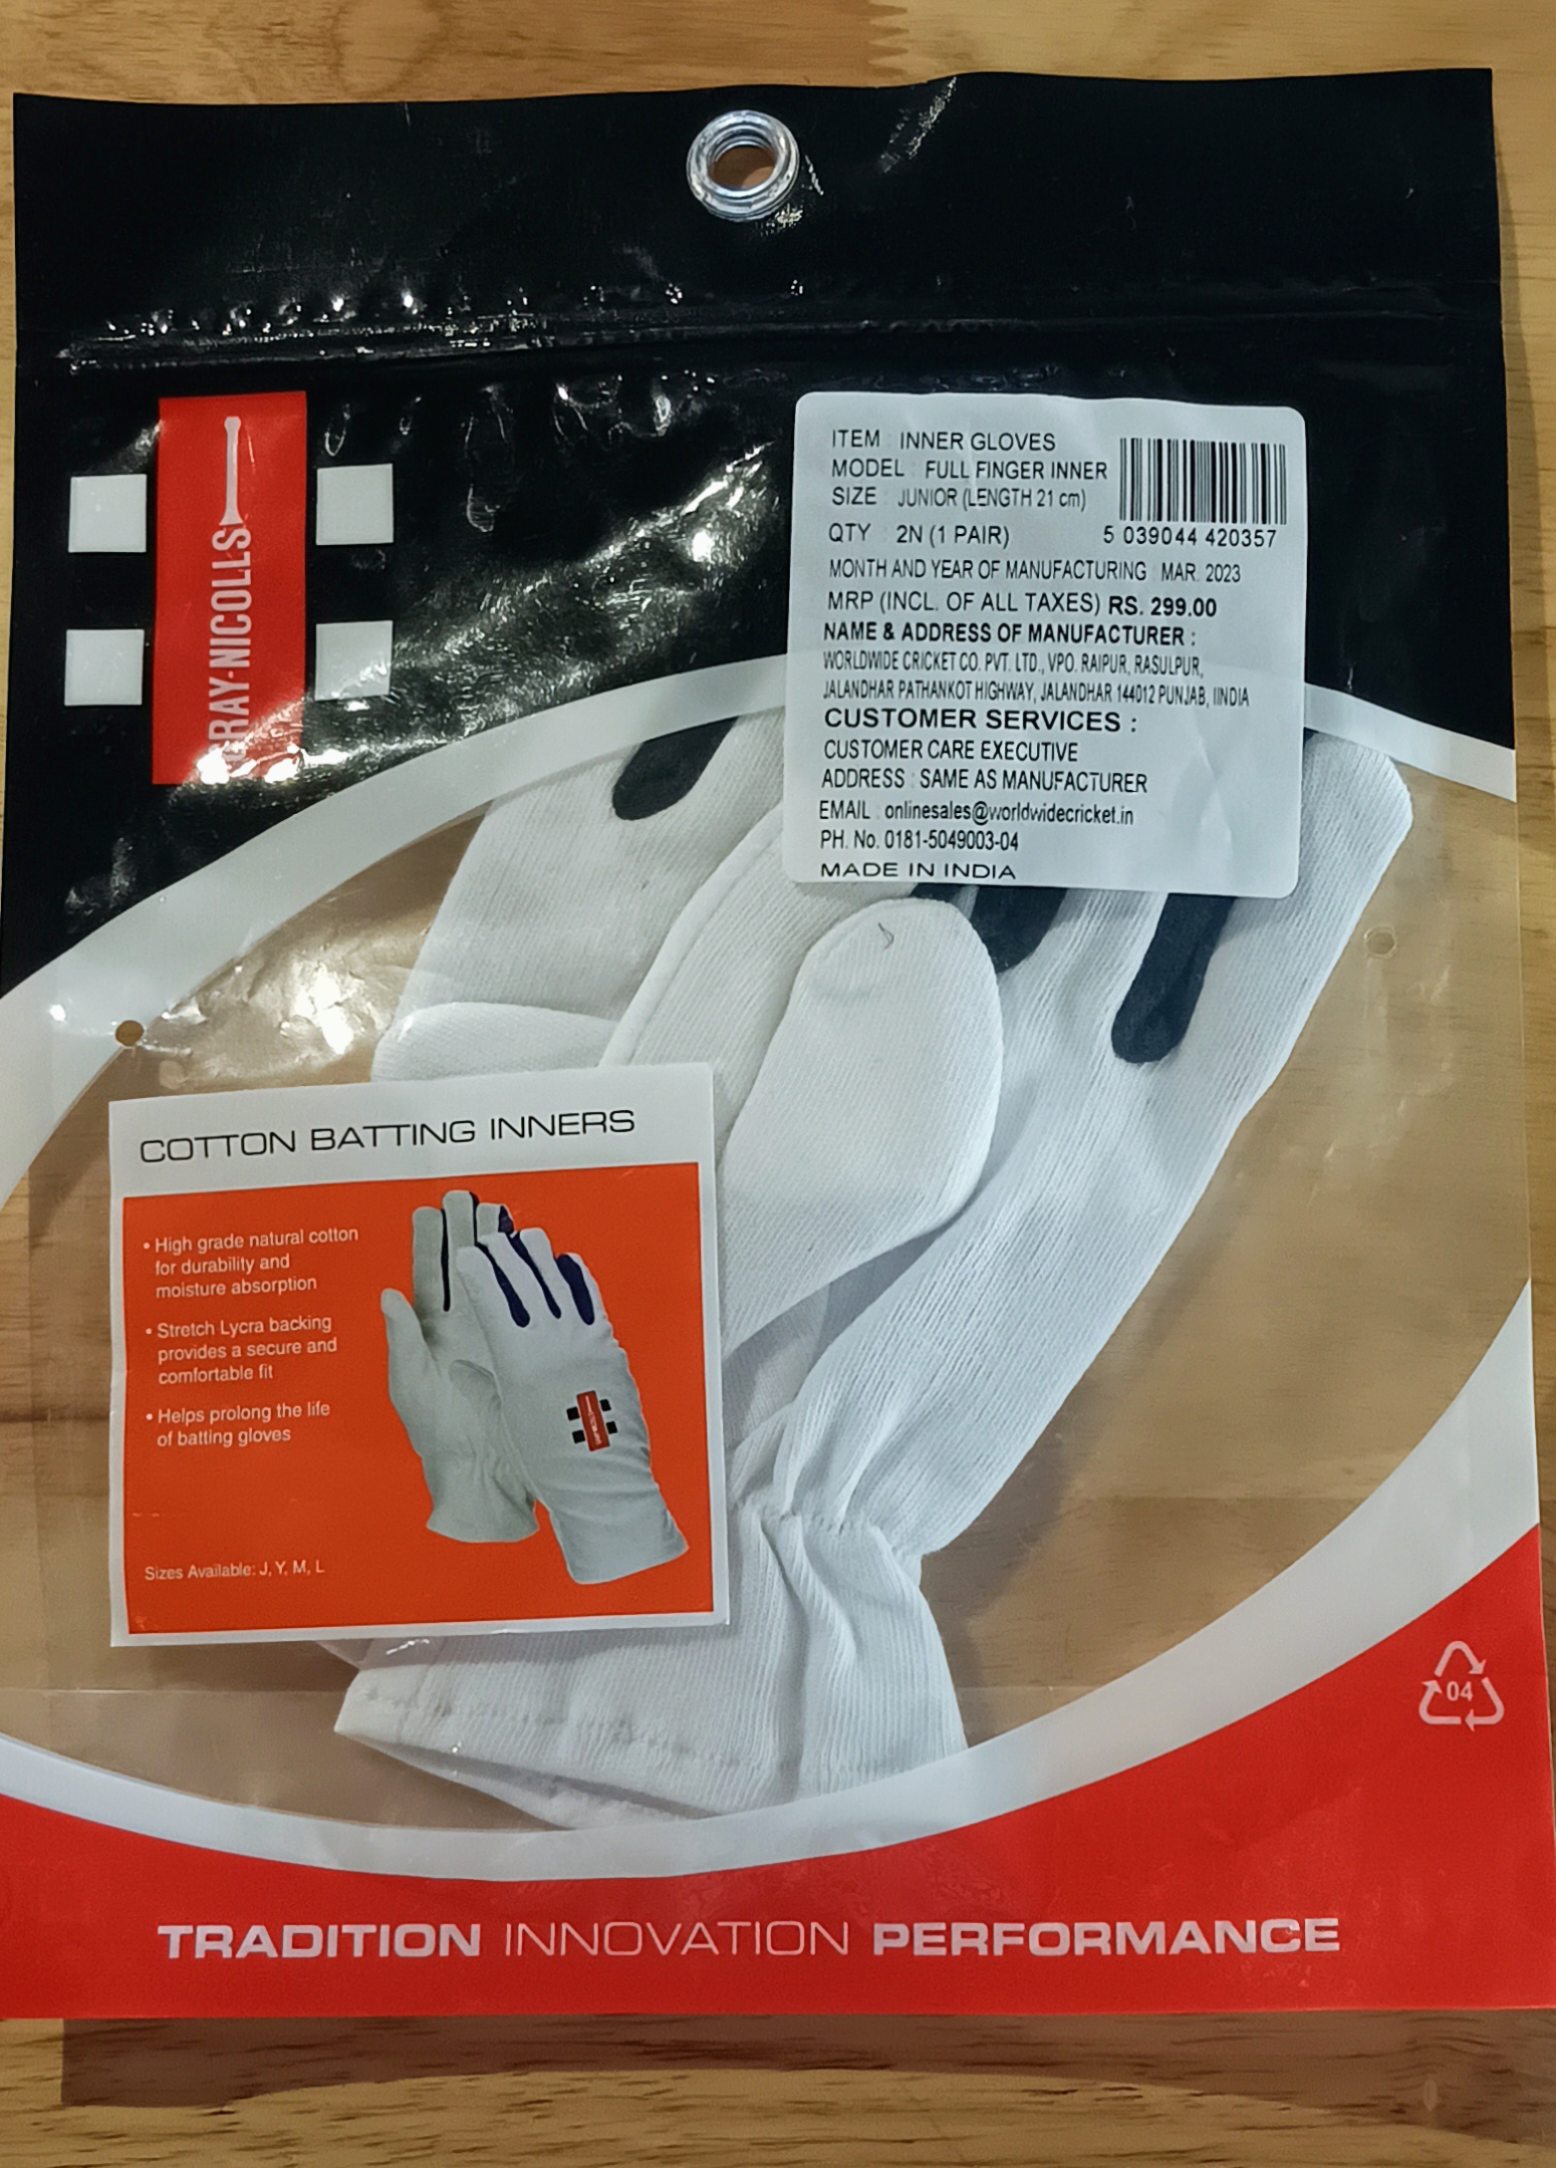 GRAY-NICOLLS
ITEM : INNER GLOVES
MODEL : FULL FINGER INNER
SIZE : JUNIOR (LENGTH 21 cm)
QTY : 2N (1 PAIR)
5 039044 420357
MONTH AND YEAR OF MANUFACTURING : MAR. 2023
MRP (INCL. OF ALL TAXES) RS. 299.00
NAME & ADDRESS OF MANUFACTURER :
WORLDWIDE CRICKET CO. PVT. LTD., VPO. RAIPUR, RASULPUR,
JALANDHAR PATHANKOT HIGHWAY, JALANDHAR 144012 PUNJAB, IINDIA
CUSTOMER SERVICES :
CUSTOMER CARE EXECUTIVE
ADDRESS : SAME AS MANUFACTURER
EMAIL : onlinesales@worldwidecricket.in
PH. No. 0181-5049003-04
MADE IN INDIA
COTTON BATTING INNERS
• High grade natural cotton
for durability and
moisture absorption
• Stretch Lycra backing
provides a secure and
comfortable fit
• Helps prolong the life
of batting gloves
Sizes Available: J, Y, M, L
04
TRADITION INNOVATION PERFORMANCE